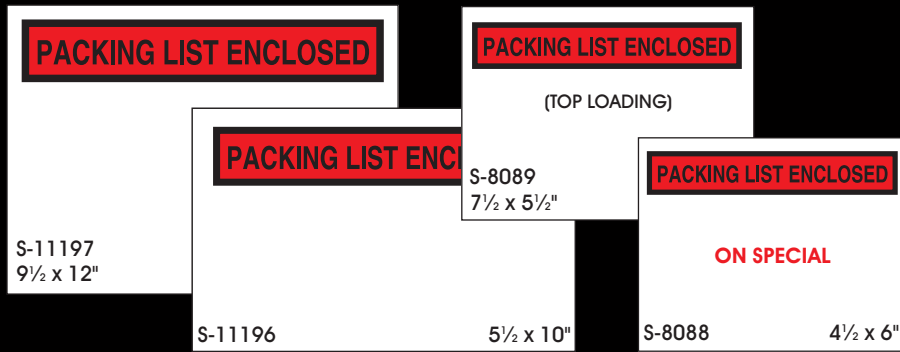 PACKING LIST ENCLOSED
S-11197
9½ x 12"
PACKING LIST ENCL
S-11196 5½ x 10"
PACKING LIST ENCLOSED
(TOP LOADING)
S-8089
7½ x 5½"
PACKING LIST ENCLOSED
ON SPECIAL
S-8088 4½ x 6"